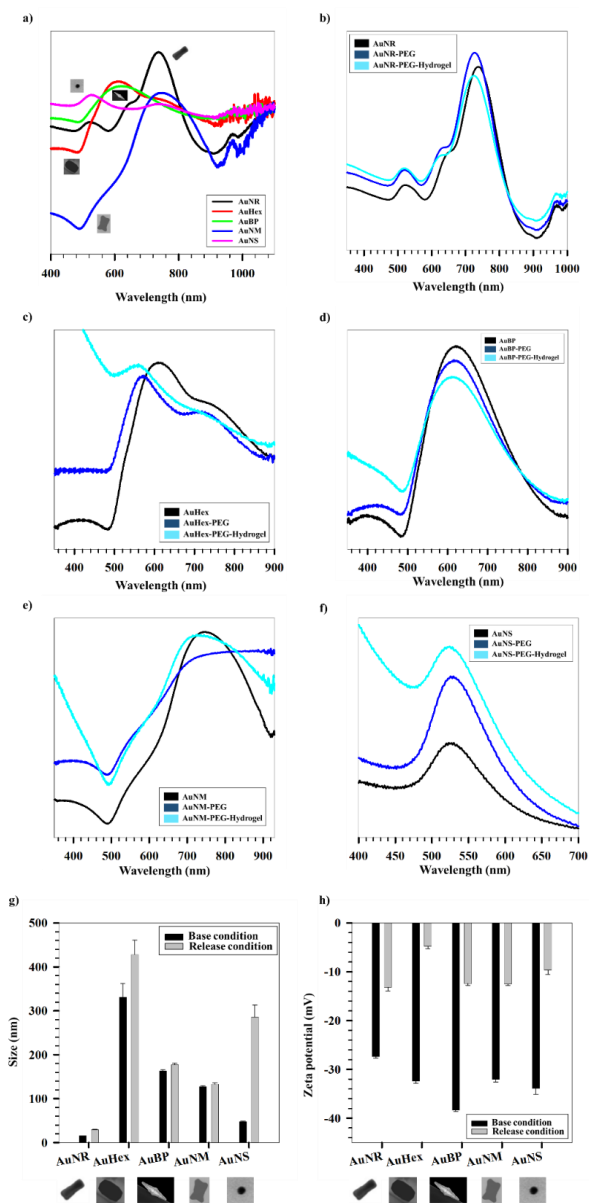 a)
AuNR
AuHex
AuBP
AuNM
AuNS
400 600 800 1000
Wavelength (nm)
b)
AuNR
AuNR-PEG
AuNR-PEG-Hydrogel
400 500 600 700 800 900 1000
Wavelength (nm)
c)
AuHex
AuHex-PEG
AuHex-PEG-Hydrogel
400 500 600 700 800 900
Wavelength (nm)
d)
AuBP
AuBP-PEG
AuBP-PEG-Hydrogel
400 500 600 700 800 900
Wavelength (nm)
e)
AuNM
AuNM-PEG
AuNM-PEG-Hydrogel
400 500 600 700 800 900
Wavelength (nm)
f)
AuNS
AuNS-PEG
AuNS-PEG-Hydrogel
400 450 500 550 600 650 700
Wavelength (nm)
g)
Base condition
Release condition
500
400
300
200
100
0
Size (nm)
AuNR AuHex AuBP AuNM AuNS
h)
0
-10
-20
-30
-40
Zeta potential (mV)
Base condition
Release condition
AuNR AuHex AuBP AuNM AuNS